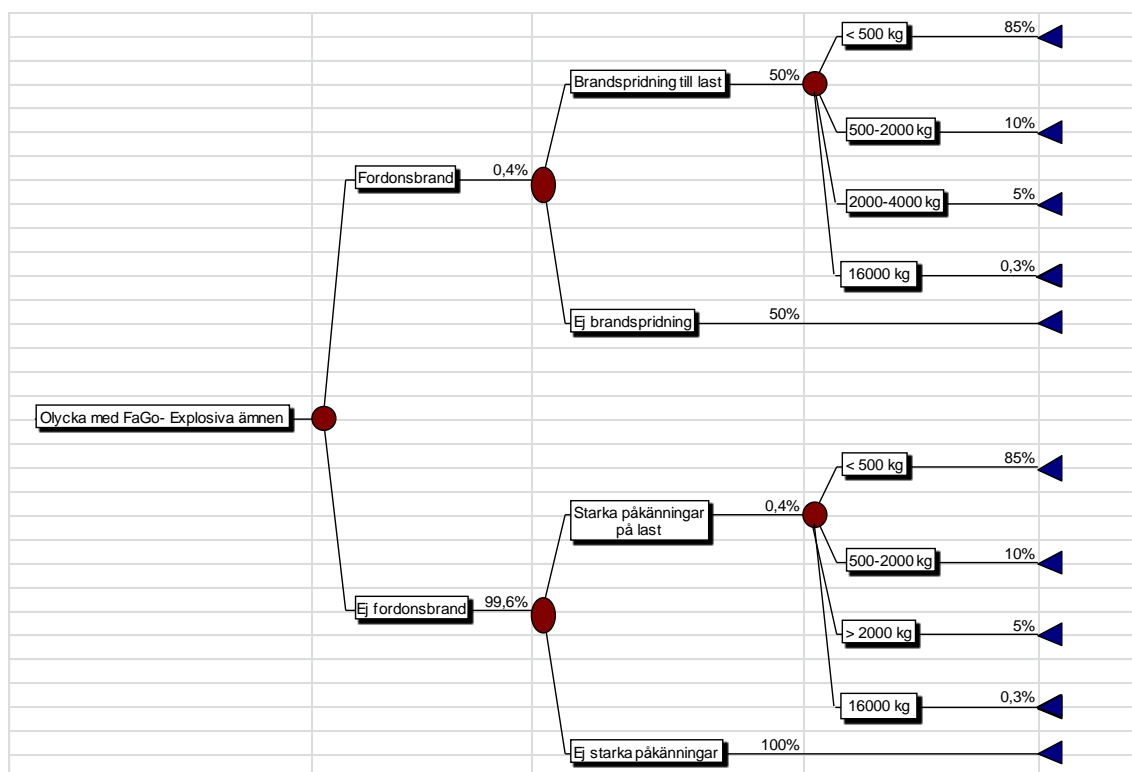 < 500 kg 85%
Brandspridning till last 50%
500-2000 kg 10%
Fordonsbrand 0,4%
2000-4000 kg 5%
16000 kg 0,3%
Ej brandspridning 50%
Olycka med FaGo- Explosiva ämnen
< 500 kg 85%
Starka påkänningar 0,4%
på last
500-2000 kg 10%
Ej fordonsbrand 99,6%
> 2000 kg 5%
16000 kg 0,3%
Ej starka påkänningar 100%